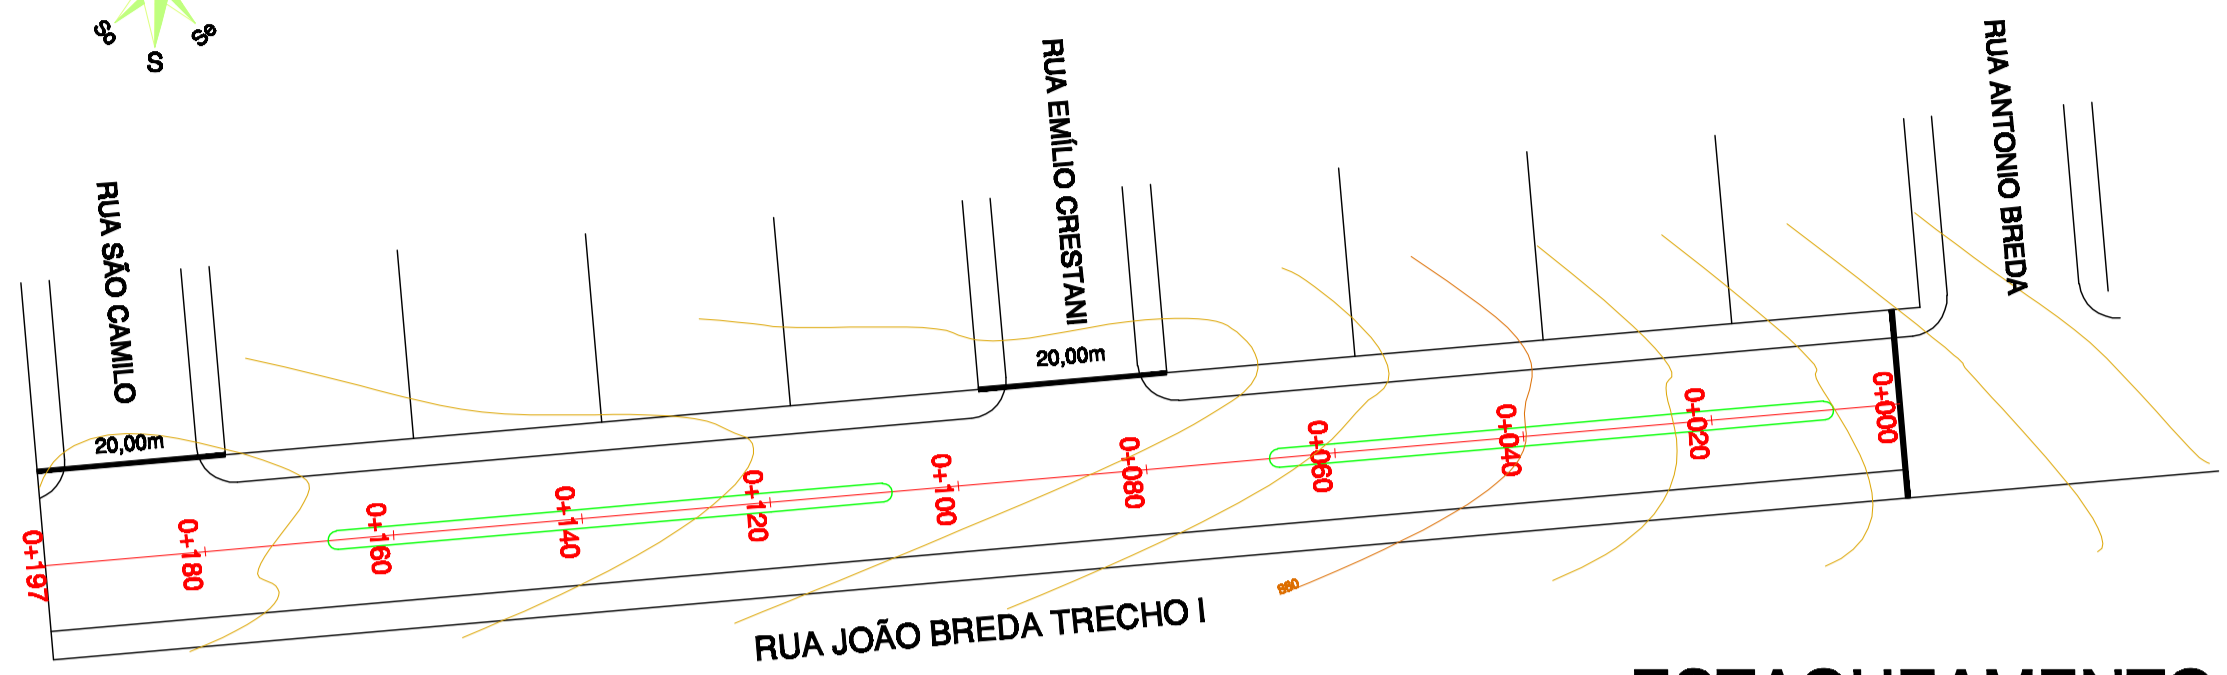 So
S
Se
RUA SÃO CAMILO
RUA EMÍLIO CRESTANI
RUA ANTONIO BREDA
20,00m
20,00m
0+197
0+180
0+160
0+140
0+120
0+100
0+080
0+060
0+040
0+020
0+000
RUA JOÃO BREDA TRECHO I
ESTAQUEAMENTO